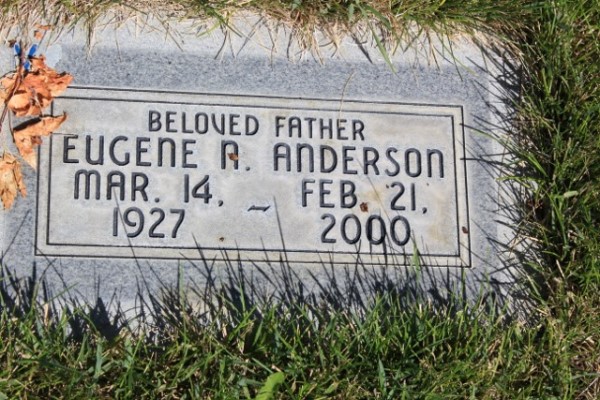 BELOVED FATHER
EUGENE A. ANDERSON
MAR. 14, – FEB. 21,
1927 2000